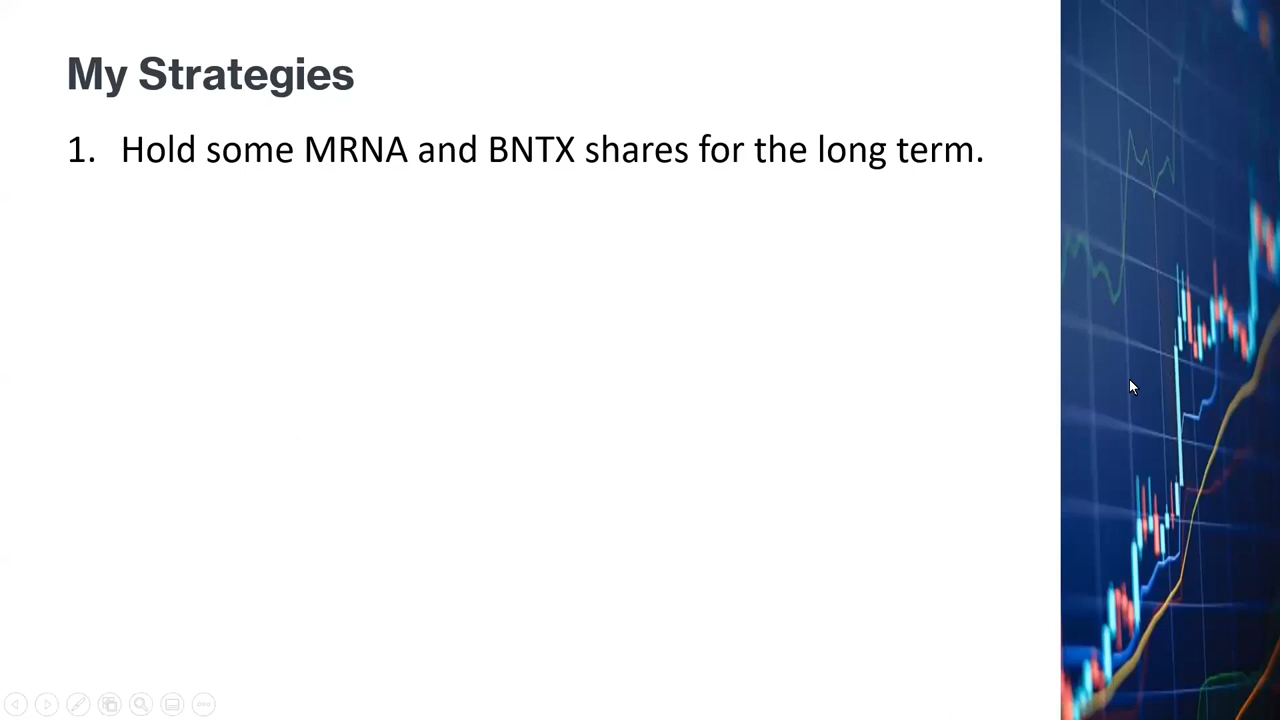 My Strategies
1. Hold some MRNA and BNTX shares for the long term.